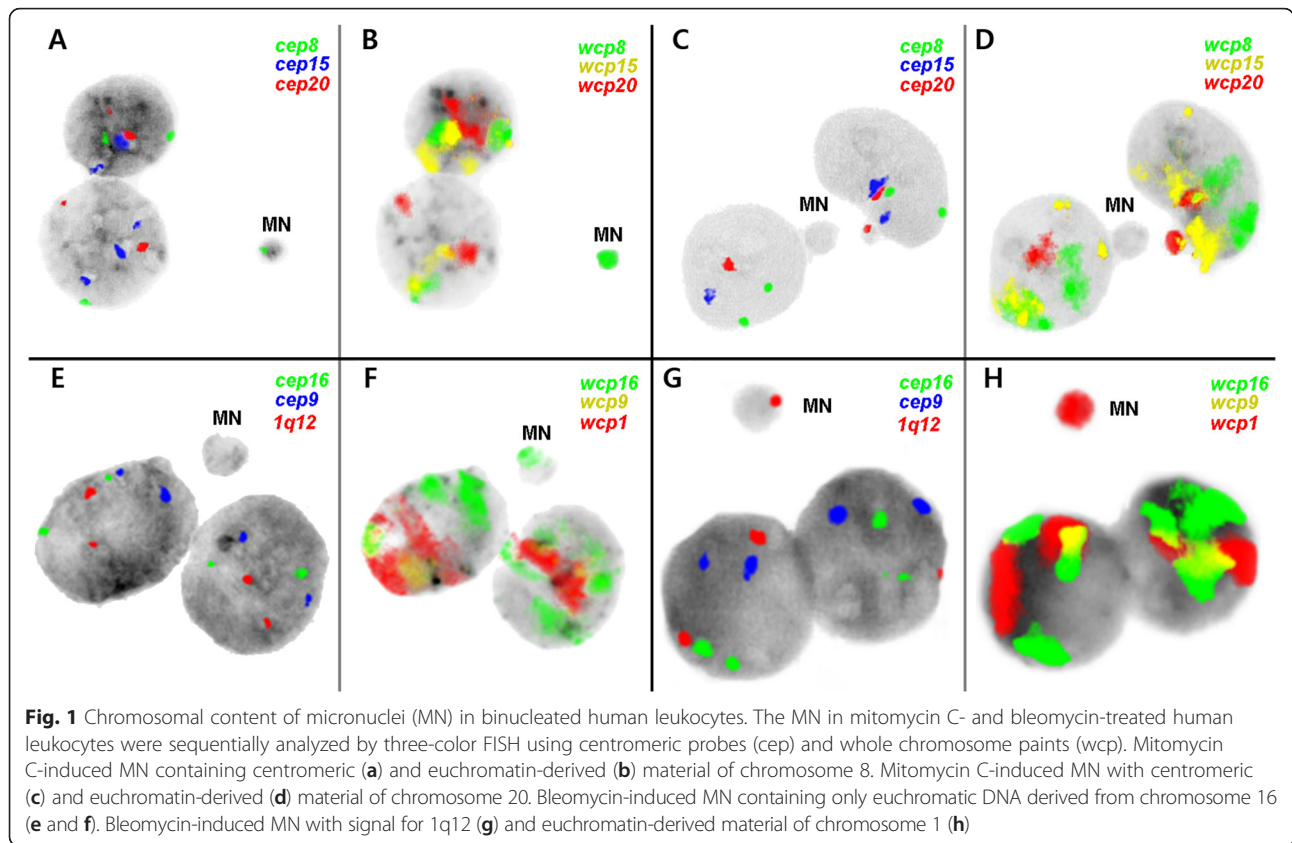 A
cep8
cep15
cep20
MN
B
wcp8
wcp15
wcp20
MN
C
cep8
cep15
cep20
MN
D
wcp8
wcp15
wcp20
MN
E
cep16
cep9
1q12
MN
F
wcp16
wcp9
wcp1
MN
G
cep16
cep9
1q12
MN
H
wcp16
wcp9
wcp1
MN
Fig. 1 Chromosomal content of micronuclei (MN) in binucleated human leukocytes. The MN in mitomycin C- and bleomycin-treated human
leukocytes were sequentially analyzed by three-color FISH using centromeric probes (cep) and whole chromosome paints (wcp). Mitomycin
C-induced MN containing centromeric (a) and euchromatin-derived (b) material of chromosome 8. Mitomycin C-induced MN with centromeric
(c) and euchromatin-derived (d) material of chromosome 20. Bleomycin-induced MN containing only euchromatic DNA derived from chromosome 16
(e and f). Bleomycin-induced MN with signal for 1q12 (g) and euchromatin-derived material of chromosome 1 (h)